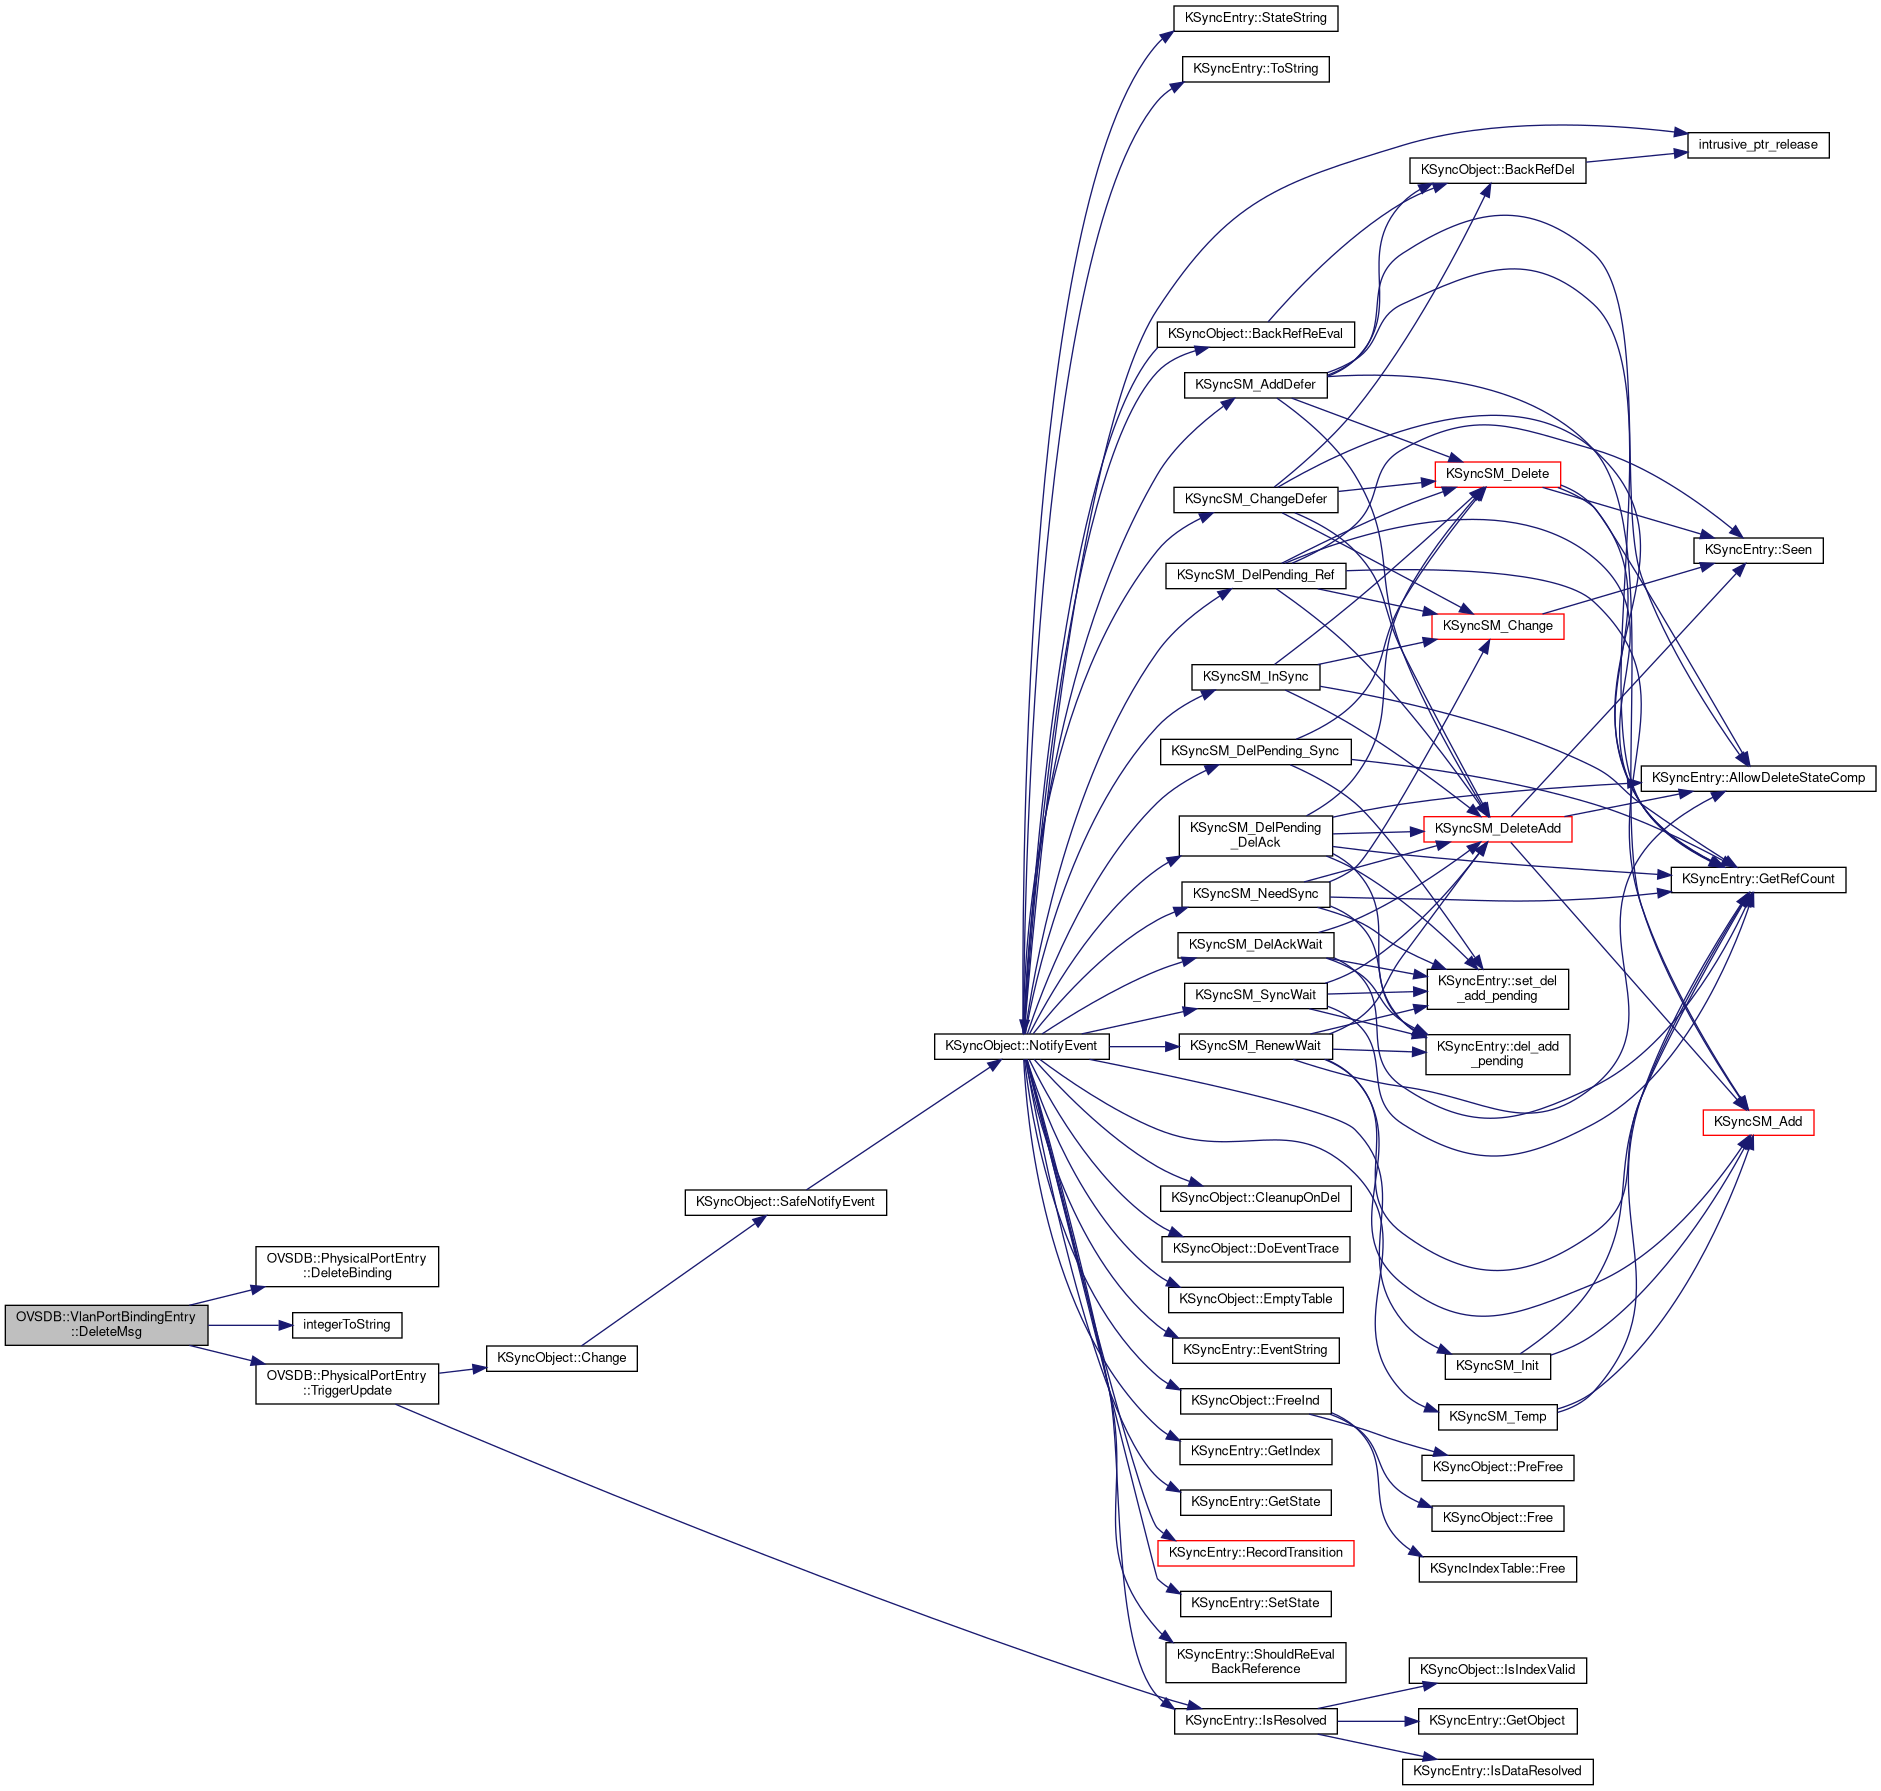 KSyncEntry::StateString
KSyncEntry::ToString
intrusive_ptr_release
KSyncObject::BackRefDel
KSyncObject::BackRefReEval
KSyncSM_AddDefer
KSyncSM_Delete
KSyncSM_ChangeDefer
KSyncEntry::Seen
KSyncSM_DelPending_Ref
KSyncSM_Change
KSyncSM_InSync
KSyncSM_DelPending_Sync
KSyncEntry::AllowDeleteStateComp
KSyncSM_DelPending
_DelAck
KSyncSM_DeleteAdd
KSyncEntry::GetRefCount
KSyncSM_NeedSync
KSyncSM_DelAckWait
KSyncEntry::set_del
_add_pending
KSyncSM_SyncWait
KSyncObject::NotifyEvent
KSyncSM_RenewWait
KSyncEntry::del_add
_pending
KSyncSM_Add
KSyncObject::SafeNotifyEvent
KSyncObject::CleanupOnDel
KSyncObject::DoEventTrace
OVSDB::PhysicalPortEntry
::DeleteBinding
KSyncObject::EmptyTable
OVSDB::VlanPortBindingEntry
::DeleteMsg
integerToString
KSyncEntry::EventString
KSyncObject::Change
KSyncSM_Init
OVSDB::PhysicalPortEntry
::TriggerUpdate
KSyncObject::FreeInd
KSyncSM_Temp
KSyncEntry::GetIndex
KSyncObject::PreFree
KSyncEntry::GetState
KSyncObject::Free
KSyncEntry::RecordTransition
KSyncIndexTable::Free
KSyncEntry::SetState
KSyncEntry::ShouldReEval
BackReference
KSyncObject::IsIndexValid
KSyncEntry::IsResolved
KSyncEntry::GetObject
KSyncEntry::IsDataResolved